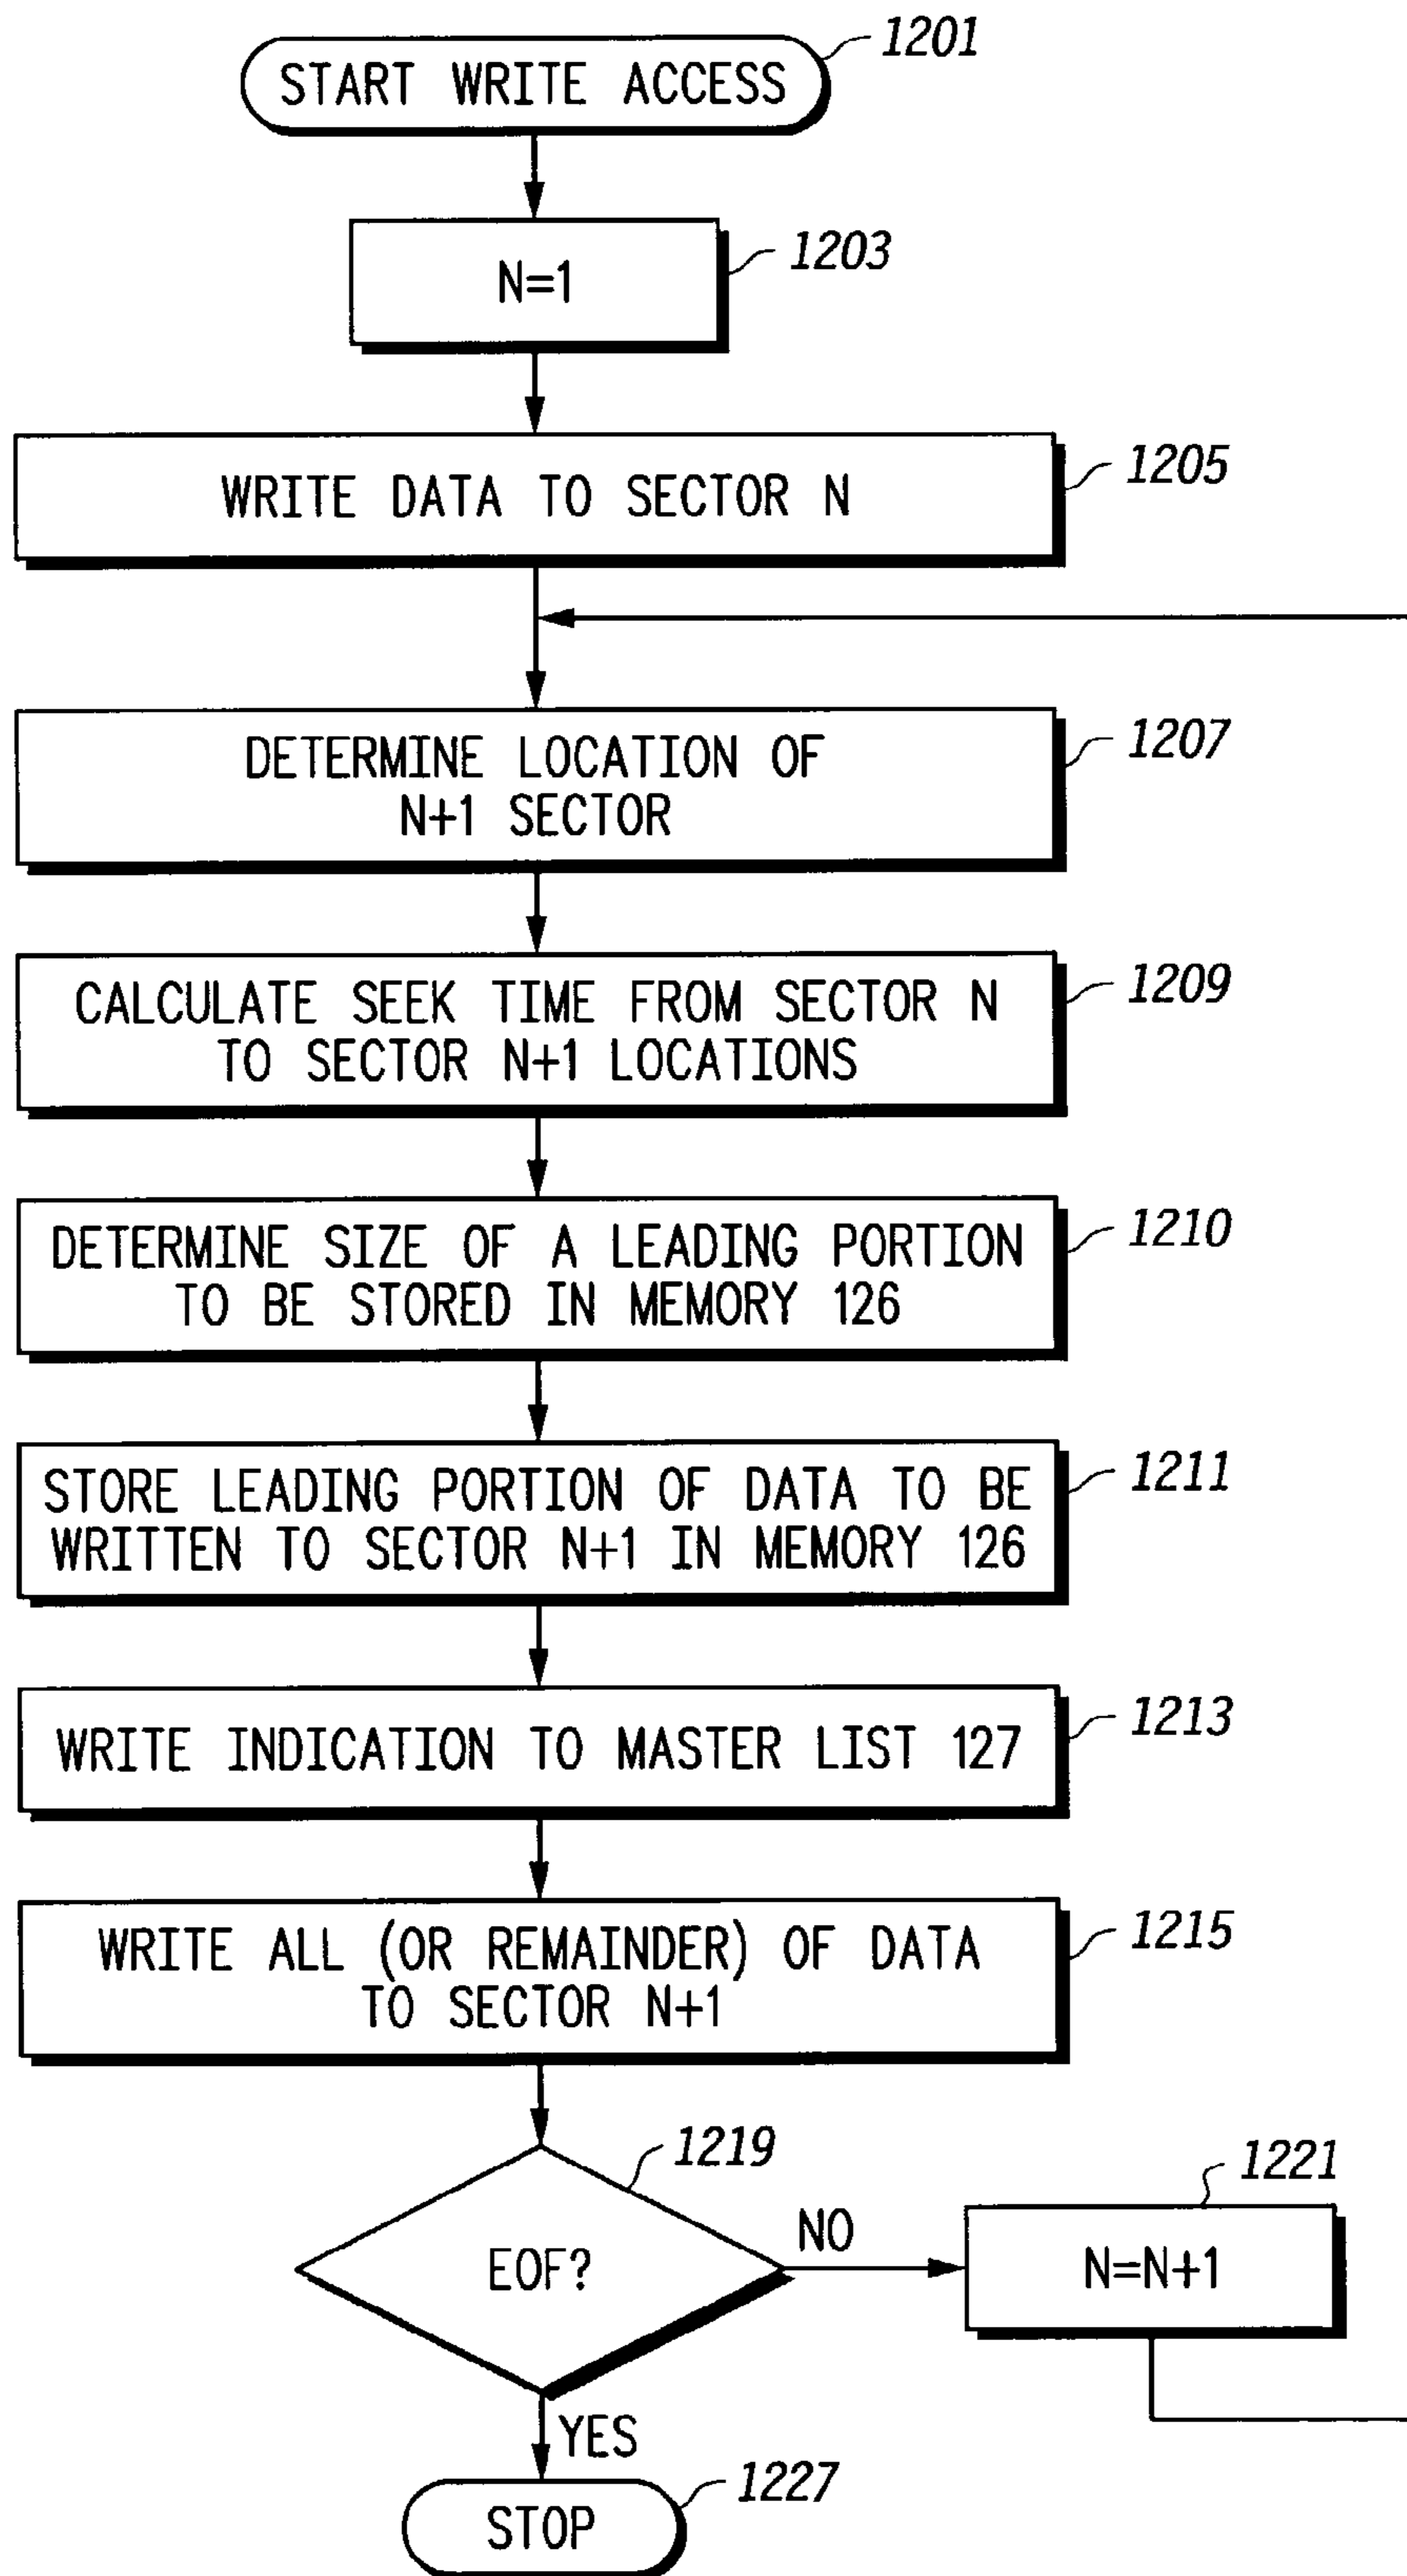 1201
START WRITE ACCESS
1203
N=1
1205
WRITE DATA TO SECTOR N
1207
DETERMINE LOCATION OF
N+1 SECTOR
1209
CALCULATE SEEK TIME FROM SECTOR N
TO SECTOR N+1 LOCATIONS
1210
DETERMINE SIZE OF A LEADING PORTION
TO BE STORED IN MEMORY 126
1211
STORE LEADING PORTION OF DATA TO BE
WRITTEN TO SECTOR N+1 IN MEMORY 126
1213
WRITE INDICATION TO MASTER LIST 127
1215
WRITE ALL (OR REMAINDER) OF DATA
TO SECTOR N+1
1219
EOF?
NO
1221
N=N+1
YES
1227
STOP